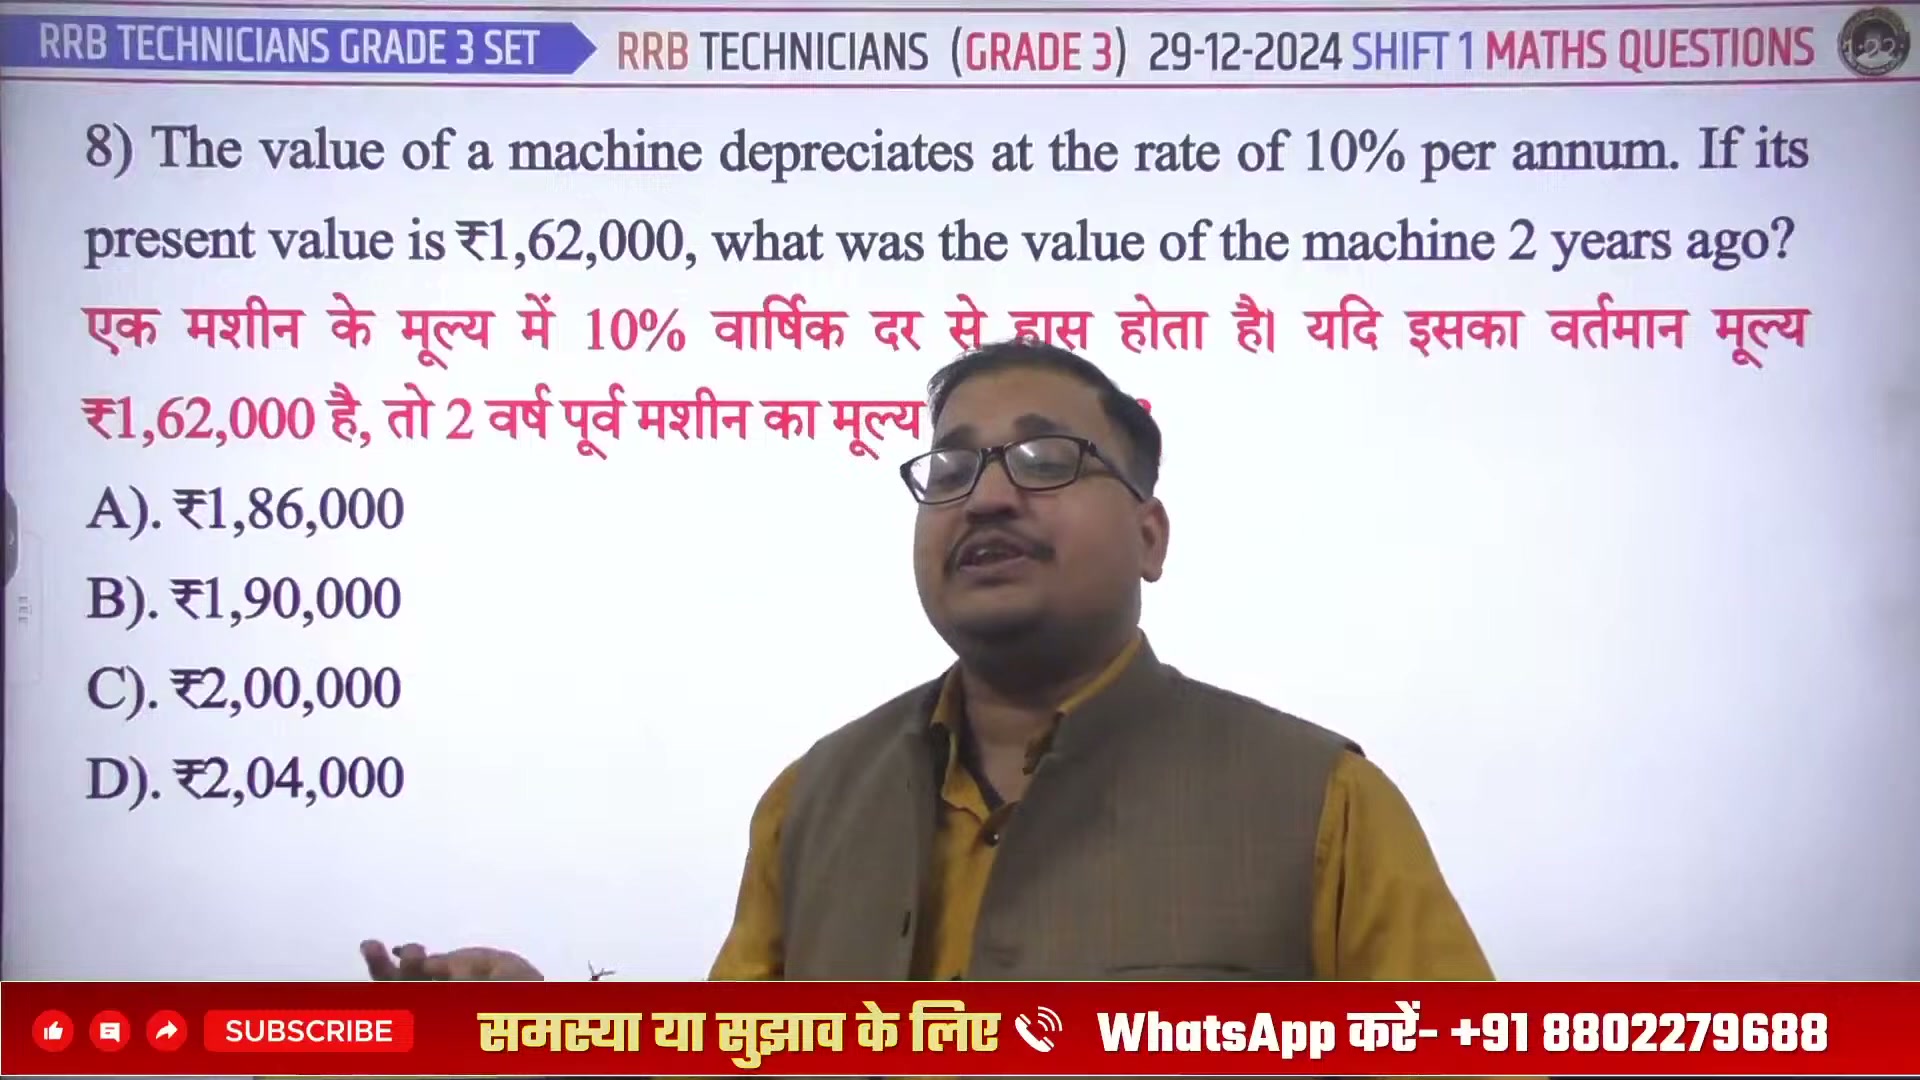 RRB TECHNICIANS GRADE 3 SET
RRB TECHNICIANS (GRADE 3) 29-12-2024 SHIFT 1 MATHS QUESTIONS
8) The value of a machine depreciates at the rate of 10% per annum. If its
present value is ₹1,62,000, what was the value of the machine 2 years ago?
एक मशीन के मूल्य में 10% वार्षिक दर से ह्रास होता है। यदि इसका वर्तमान मूल्य
₹1,62,000 है, तो 2 वर्ष पूर्व मशीन का मूल्य
A). ₹1,86,000
B). ₹1,90,000
C). ₹2,00,000
D). ₹2,04,000
SUBSCRIBE
समस्या या सुझाव के लिए WhatsApp करें- +91 8802279688